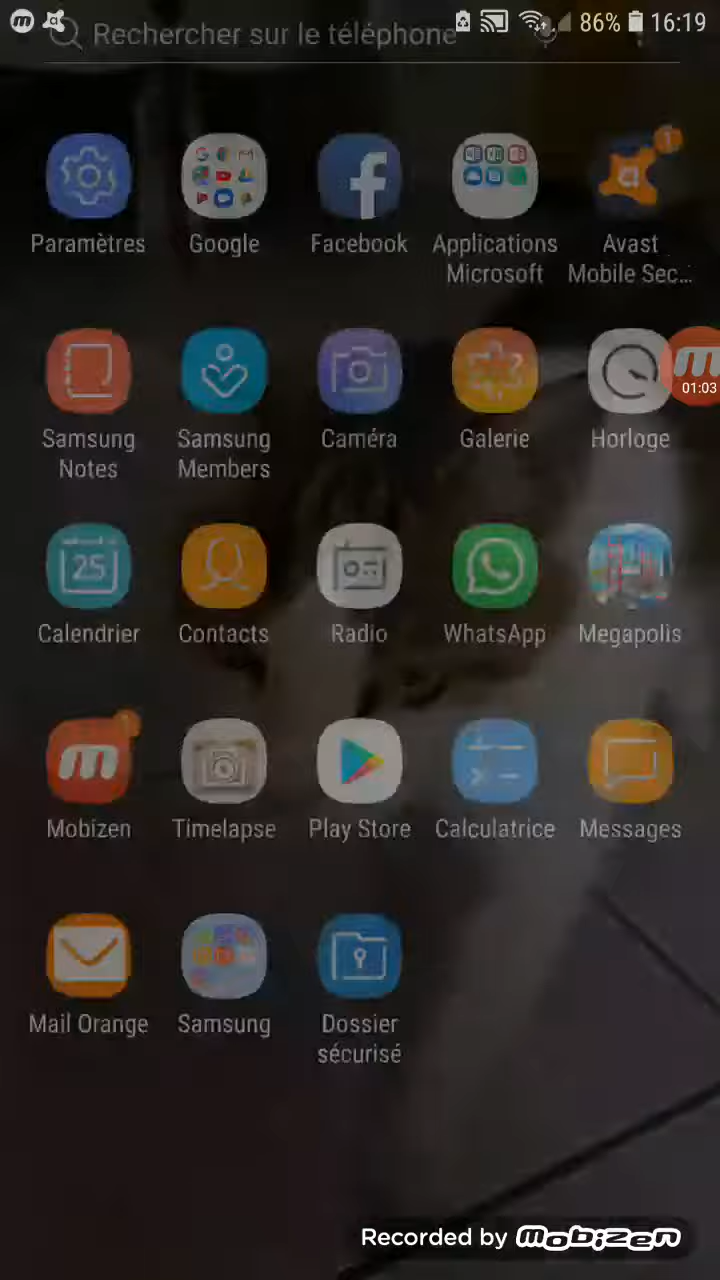 Rechercher sur le téléphone
86% 16:19
Paramètres Google Facebook Applications Microsoft Avast Mobile Sec...
Samsung Notes Samsung Members Caméra Galerie Horloge
01:03
25
Calendrier Contacts Radio WhatsApp Megapolis
Mobizen Timelapse Play Store Calculatrice Messages
Mail Orange Samsung Dossier sécurisé
Recorded by mobizen